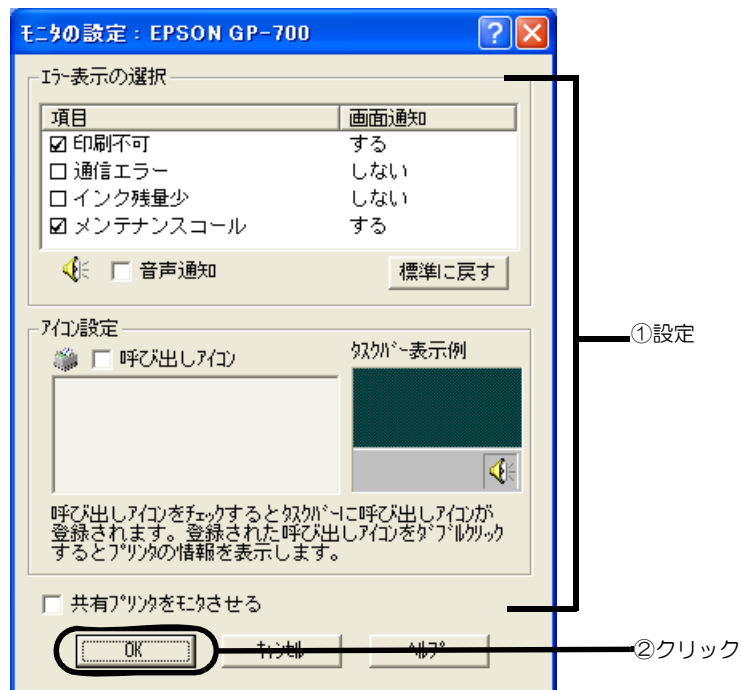 ﾓﾆﾀの設定：EPSON GP-700
ｴﾗｰ表示の選択
項目 画面通知
印刷不可 する
通信エラー しない
インク残量少 しない
メンテナンスコール する
音声通知 標準に戻す
ｱｲｺﾝ設定
呼び出しｱｲｺﾝ ﾀｽｸﾊﾞｰ表示例
①設定
呼び出しｱｲｺﾝをﾁｪｯｸするとﾀｽｸﾊﾞｰに呼び出しｱｲｺﾝが
登録されます。登録された呼び出しｱｲｺﾝをﾀﾞﾌﾞﾙｸﾘｯｸ
するとﾌﾟﾘﾝﾀの情報を表示します。
共有ﾌﾟﾘﾝﾀをﾓﾆﾀさせる
OK ｷｬﾝｾﾙ ﾍﾙﾌﾟ
②クリック